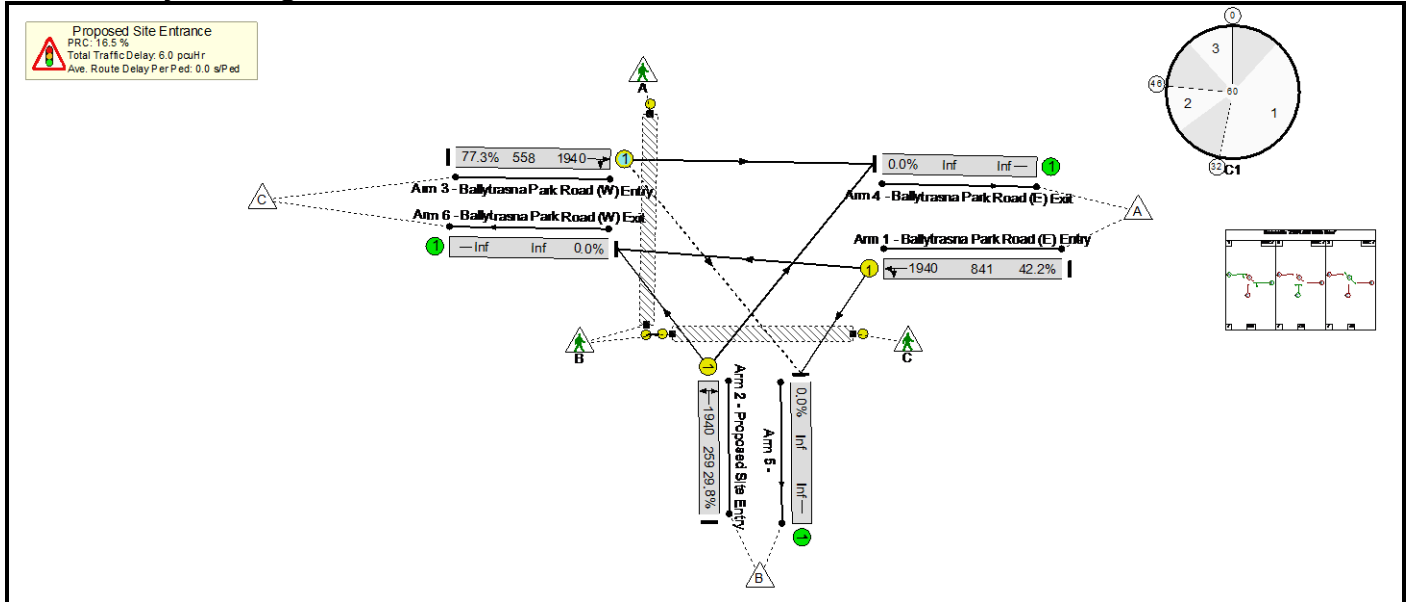 Proposed Site Entrance
PRC: 16.5 %
Total Traffic Delay: 6.0 pcuHr
Ave. Route Delay Per Ped: 0.0 s/Ped
0
3
46
60
2
1
32
C1
A
77.3% 558 1940
1
Arm 3 - Ballytrasna Park Road (W) Entry
0.0% Inf Inf
1
Arm 4 - Ballytrasna Park Road (E) Exit
C
A
Arm 6 - Ballytrasna Park Road (W) Exit
1
Inf Inf 0.0%
Arm 1 - Ballytrasna Park Road (E) Entry
1
1940 841 42.2%
B
C
1
1940 259 29.8%
Arm 2 - Proposed Site Entry
Arm 5 -
0.0% Inf Inf
1
B